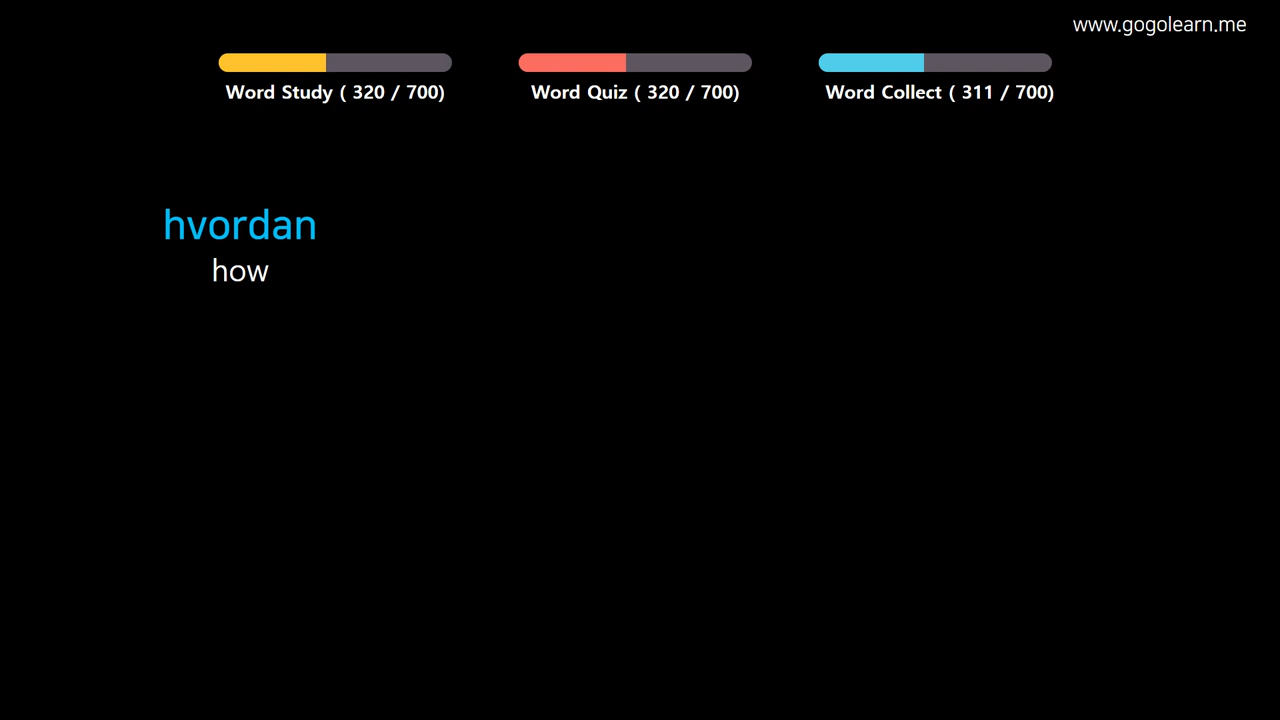 www.gogolearn.me
Word Study ( 320 / 700)
Word Quiz ( 320 / 700)
Word Collect ( 311 / 700)
hvordan
how